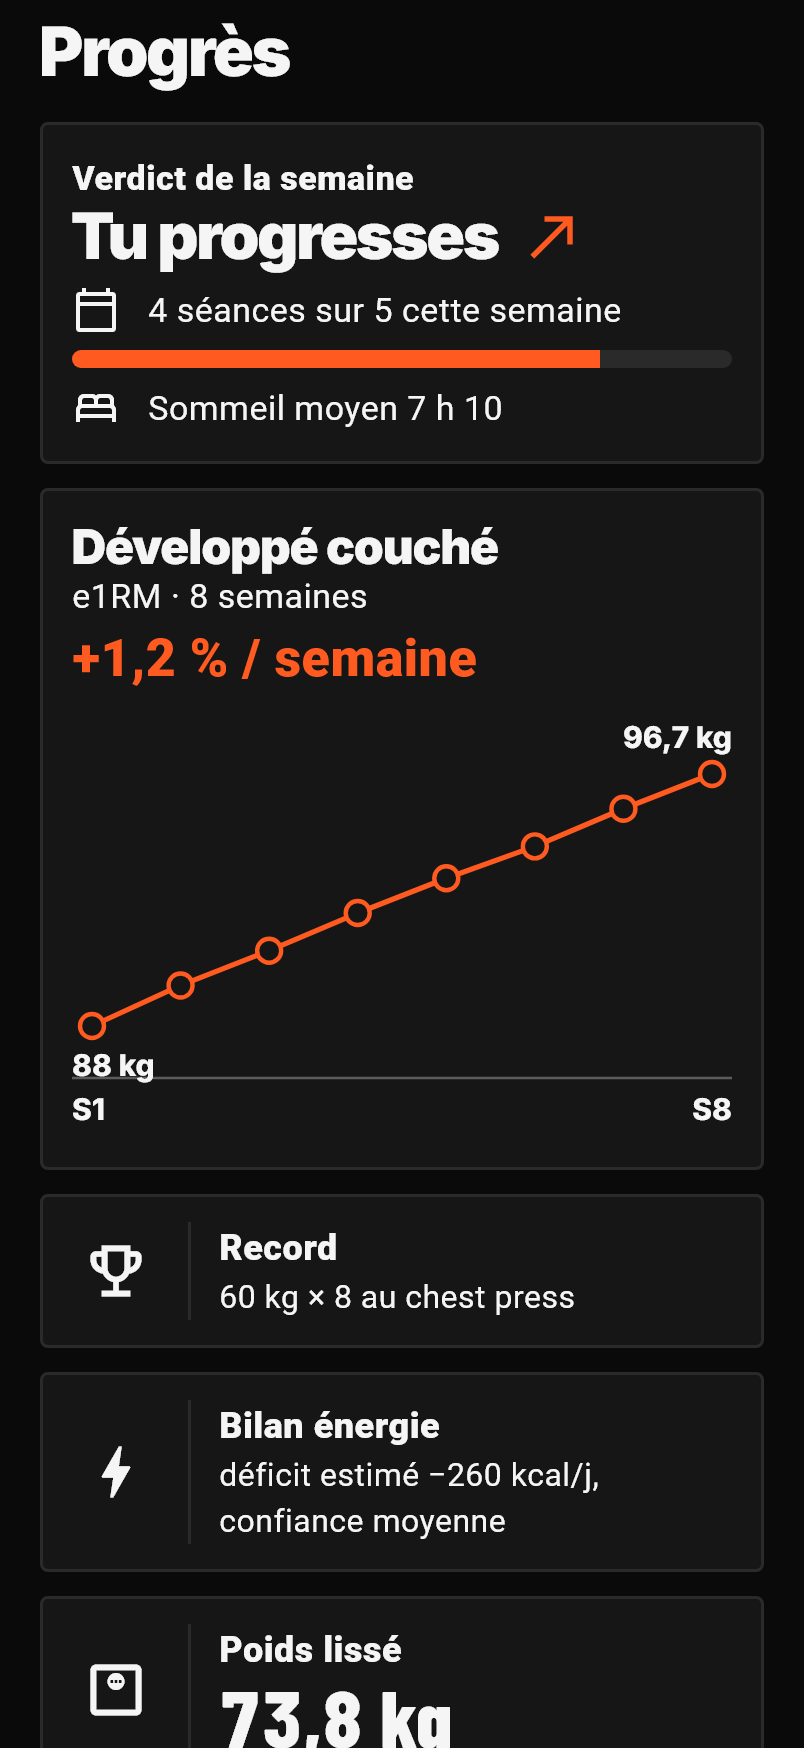 Progrès
Verdict de la semaine
Tu progresses
4 séances sur 5 cette semaine
Sommeil moyen 7 h 10
Développé couché
e1RM · 8 semaines
+1,2 % / semaine
96,7 kg
88 kg
S1 S8
Record
60 kg × 8 au chest press
Bilan énergie
déficit estimé −260 kcal/j,
confiance moyenne
Poids lissé
73,8 kg